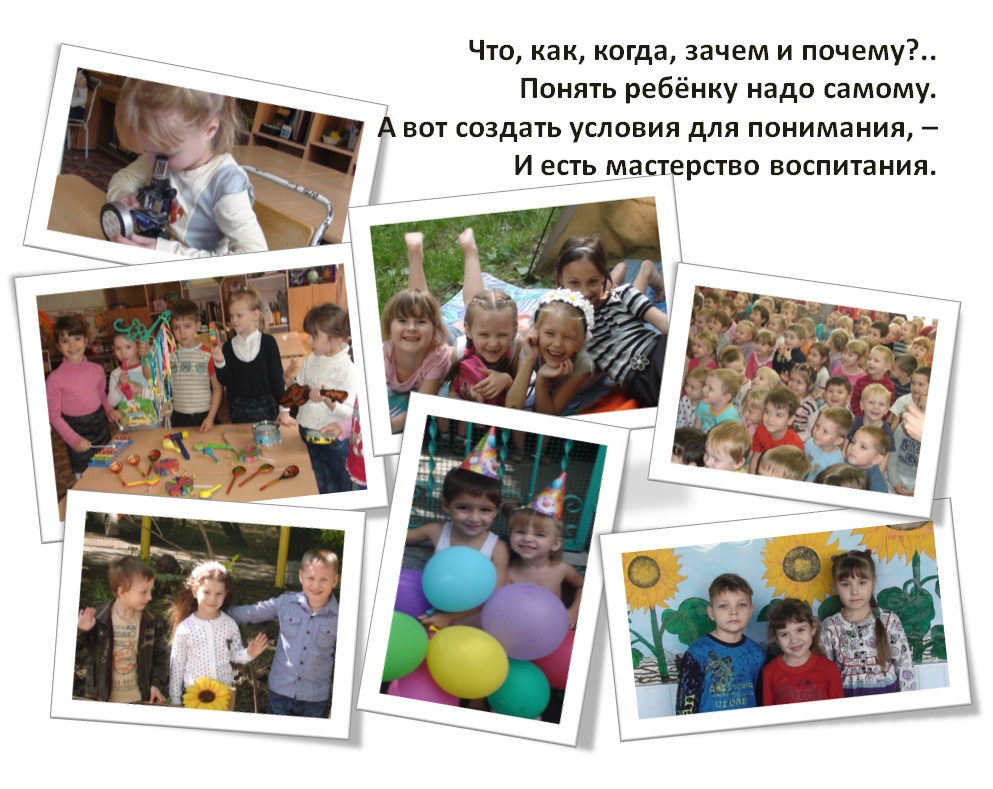 Что, как, когда, зачем и почему?..
Понять ребёнку надо самому.
А вот создать условия для понимания, –
И есть мастерство воспитания.